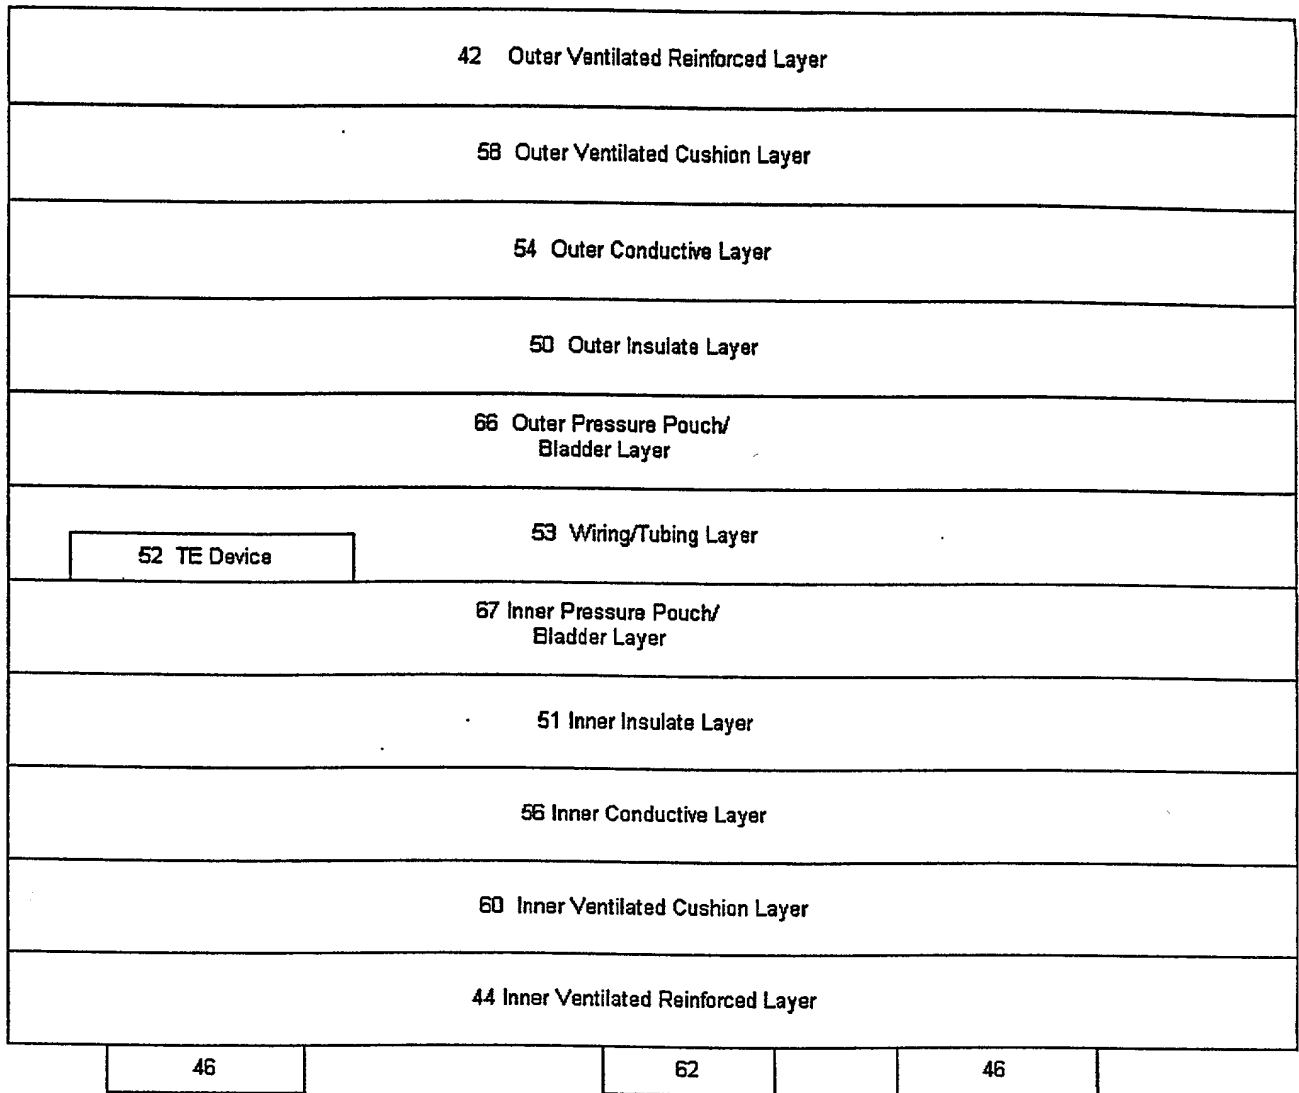 42 Outer Ventilated Reinforced Layer
58 Outer Ventilated Cushion Layer
54 Outer Conductive Layer
50 Outer Insulate Layer
66 Outer Pressure Pouch/
Bladder Layer
53 Wiring/Tubing Layer
52 TE Device
67 Inner Pressure Pouch/
Bladder Layer
51 Inner Insulate Layer
56 Inner Conductive Layer
60 Inner Ventilated Cushion Layer
44 Inner Ventilated Reinforced Layer
46 62 46